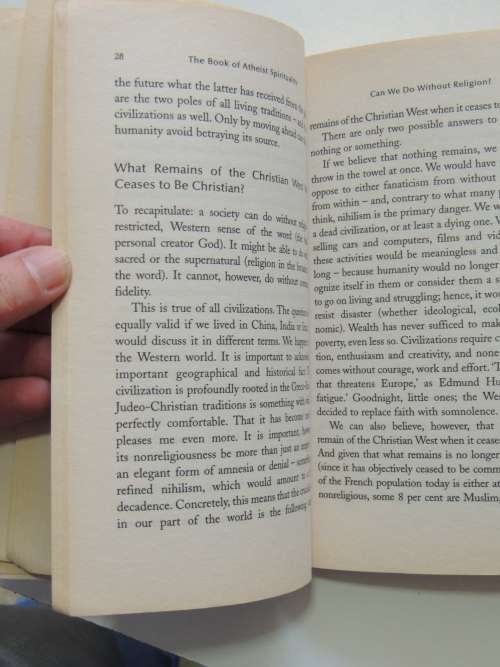 28
The Book of Atheist Spirituality
the future what the latter has received from the
are the two poles of all living traditions – and
civilizations as well. Only by moving ahead can
humanity avoid betraying its source.
What Remains of the Christian West
Ceases to Be Christian?
To recapitulate: a society can do without
restricted, Western sense of the word (the
personal creator God). It might be able to do
sacred or the supernatural (religion in the
the word). It cannot, however, do without
fidelity.
This is true of all civilizations. The question
equally valid if we lived in China, India or
would discuss it in different terms. We happen
the Western world. It is important to
important geographical and historical fact
civilization is profoundly rooted in the
Judeo–Christian traditions is something with
perfectly comfortable. That it has become
pleases me even more. It is important,
its nonreligiousness be more than just an
an elegant form of amnesia or denial –
refined nihilism, which would amount to
decadence. Concretely, this means that the
in our part of the world is the following
Can We Do Without Religion?
remains of the Christian West when it ceases to
There are only two possible answers to
nothing or something.
If we believe that nothing remains, we
throw in the towel at once. We would have
oppose to either fanaticism from without
from within – and, contrary to what many
think, nihilism is the primary danger. We
a dead civilization, or at least a dying one.
selling cars and computers, films and
these activities would be meaningless and
long – because humanity would no longer
ognize itself in them or consider them a
to go on living and struggling; hence, it
resist disaster (whether ideological,
nomic). Wealth has never sufficed to
poverty, even less so. Civilizations require
tion, enthusiasm and creativity, and none
comes without courage, work and effort.
that threatens Europe,' as Edmund
fatigue.' Goodnight, little ones; the
decided to replace faith with somnolence.
We can also believe, however, that
remain of the Christian West when it ceases
And given that what remains is no longer
(since it has objectively ceased to be
of the French population today is either
nonreligious, some 8 per cent are Muslim,